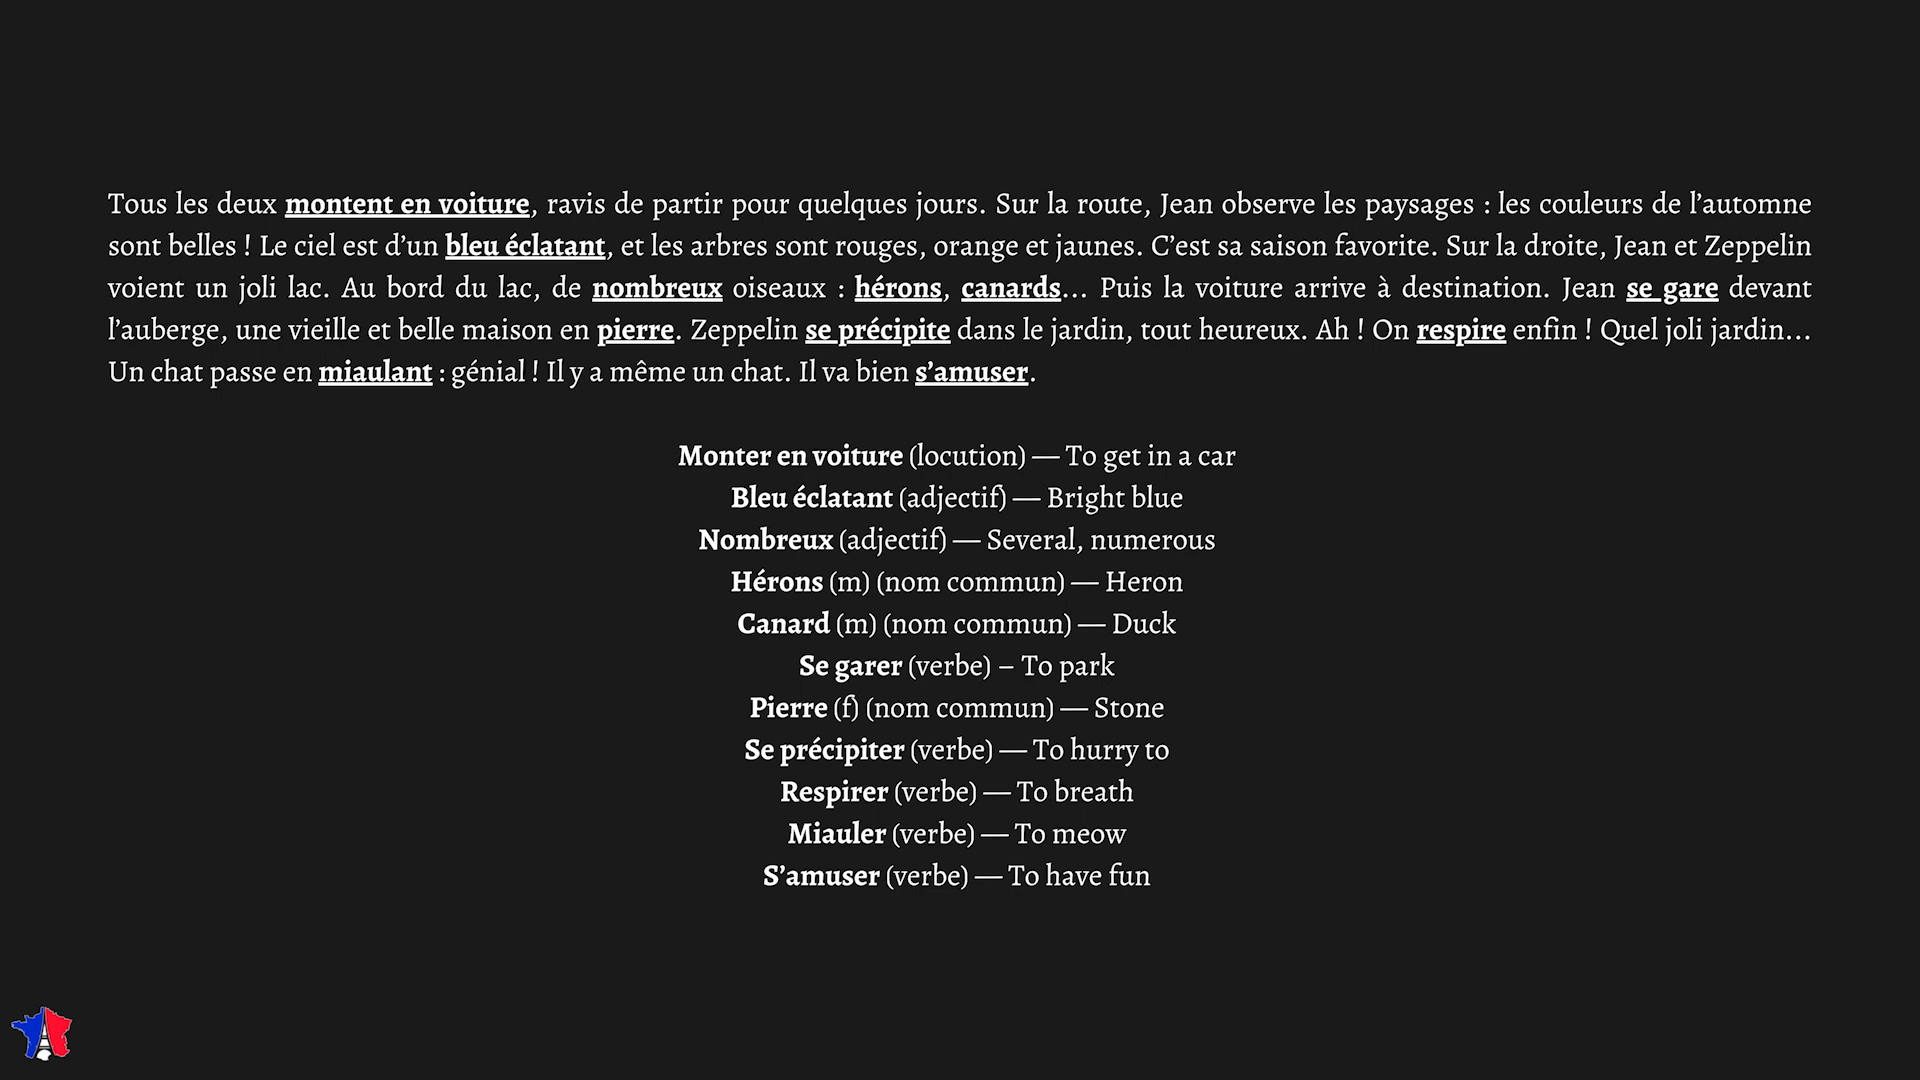 Tous les deux montent en voiture, ravis de partir pour quelques jours. Sur la route, Jean observe les paysages : les couleurs de l’automne
sont belles ! Le ciel est d’un bleu éclatant, et les arbres sont rouges, orange et jaunes. C’est sa saison favorite. Sur la droite, Jean et Zeppelin
voient un joli lac. Au bord du lac, de nombreux oiseaux : hérons, canards... Puis la voiture arrive à destination. Jean se gare devant
l’auberge, une vieille et belle maison en pierre. Zeppelin se précipite dans le jardin, tout heureux. Ah ! On respire enfin ! Quel joli jardin...
Un chat passe en miaulant : génial ! Il y a même un chat. Il va bien s’amuser.
Monter en voiture (locution) — To get in a car
Bleu éclatant (adjectif) — Bright blue
Nombreux (adjectif) — Several, numerous
Hérons (m) (nom commun) — Heron
Canard (m) (nom commun) — Duck
Se garer (verbe) – To park
Pierre (f) (nom commun) — Stone
Se précipiter (verbe) — To hurry to
Respirer (verbe) — To breath
Miauler (verbe) — To meow
S’amuser (verbe) — To have fun